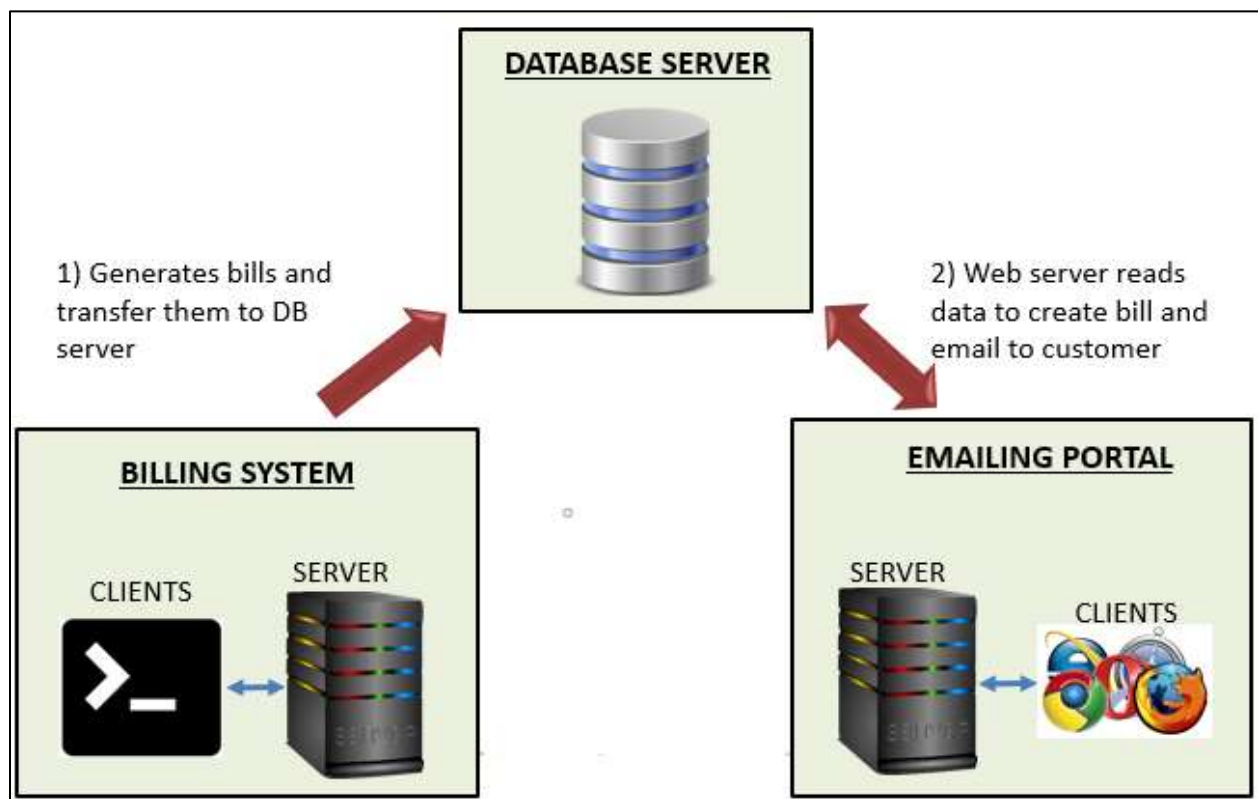 DATABASE SERVER
1) Generates bills and
transfer them to DB
server
2) Web server reads
data to create bill and
email to customer
BILLING SYSTEM
CLIENTS
SERVER
EMAILING PORTAL
SERVER
CLIENTS